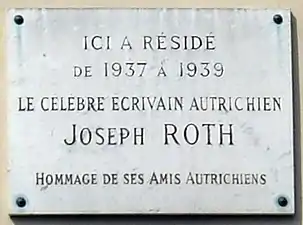 ICI A RÉSIDÉ
DE 1937 À 1939
LE CÉLÈBRE ÉCRIVAIN AUTRICHIEN
JOSEPH ROTH
HOMMAGE DE SES AMIS AUTRICHIENS